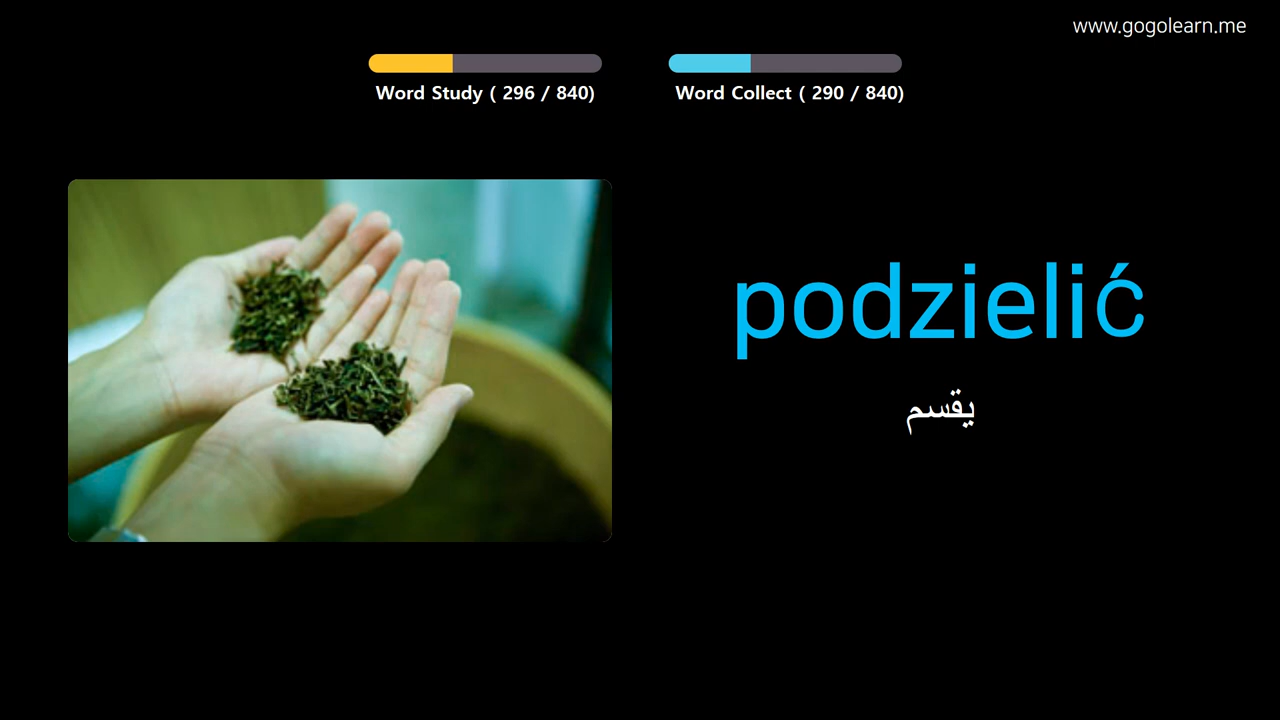 www.gogolearn.me
Word Study ( 296 / 840)
Word Collect ( 290 / 840)
podzielić
يقسم